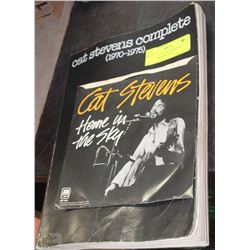 cat stevens complete
(1970-1975)
Cat Stevens
Home in
the Sky
A&M